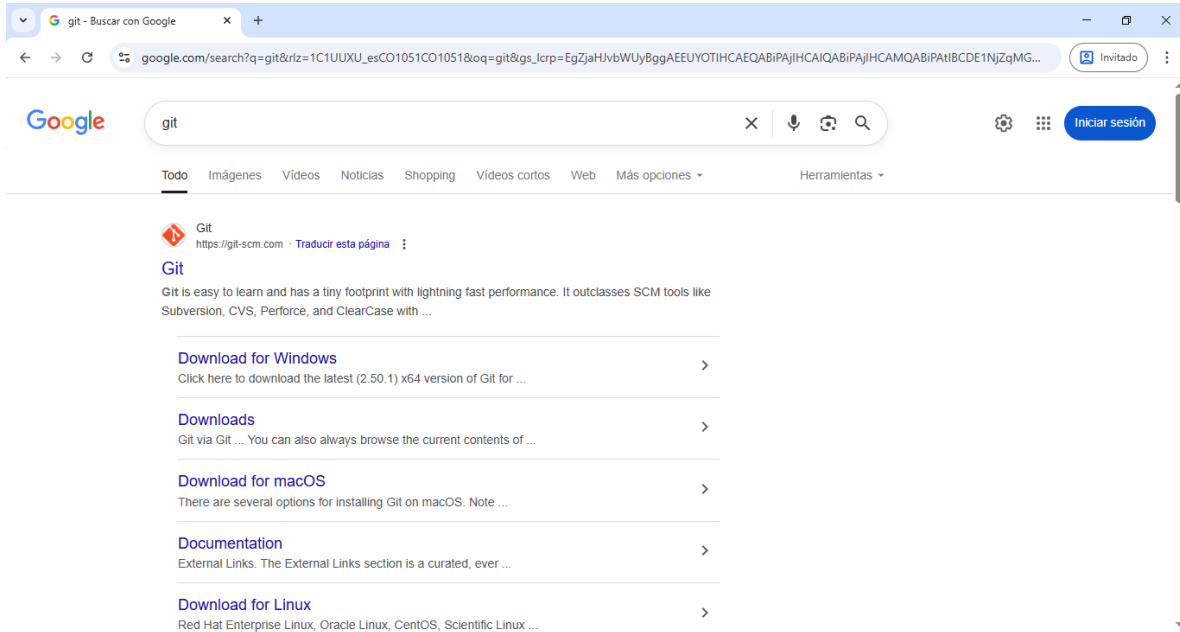 git - Buscar con Google
google.com/search?q=git&rlz=1C1UUXU_esCO1051CO1051&oq=git&gs_lcrp=EgZjaHJvbWUyBggAEEUYOTIHCAEQABiPAjIHCAIQABiPAjIHCAMQABiPAtIBCDE1NjZqMG...
Invitado
Google
git
Iniciar sesión
Todo Imágenes Vídeos Noticias Shopping Vídeos cortos Web Más opciones Herramientas
Git
https://git-scm.com · Traducir esta página
Git
Git is easy to learn and has a tiny footprint with lightning fast performance. It outclasses SCM tools like
Subversion, CVS, Perforce, and ClearCase with ...
Download for Windows
Click here to download the latest (2.50.1) x64 version of Git for ...
Downloads
Git via Git ... You can also always browse the current contents of ...
Download for macOS
There are several options for installing Git on macOS. Note ...
Documentation
External Links. The External Links section is a curated, ever ...
Download for Linux
Red Hat Enterprise Linux, Oracle Linux, CentOS, Scientific Linux ...